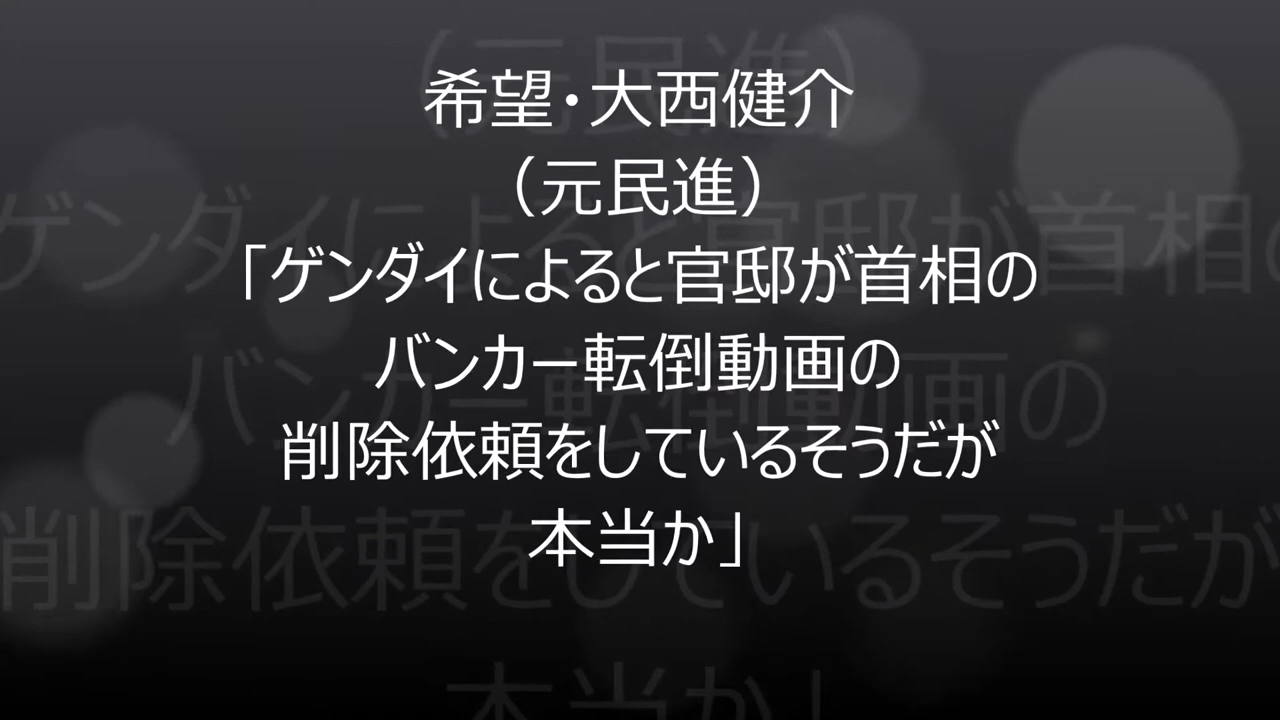 希望・大西健介
（元民進）
「ゲンダイによると官邸が首相の
バンカー転倒動画の
削除依頼をしているそうだが
本当か」